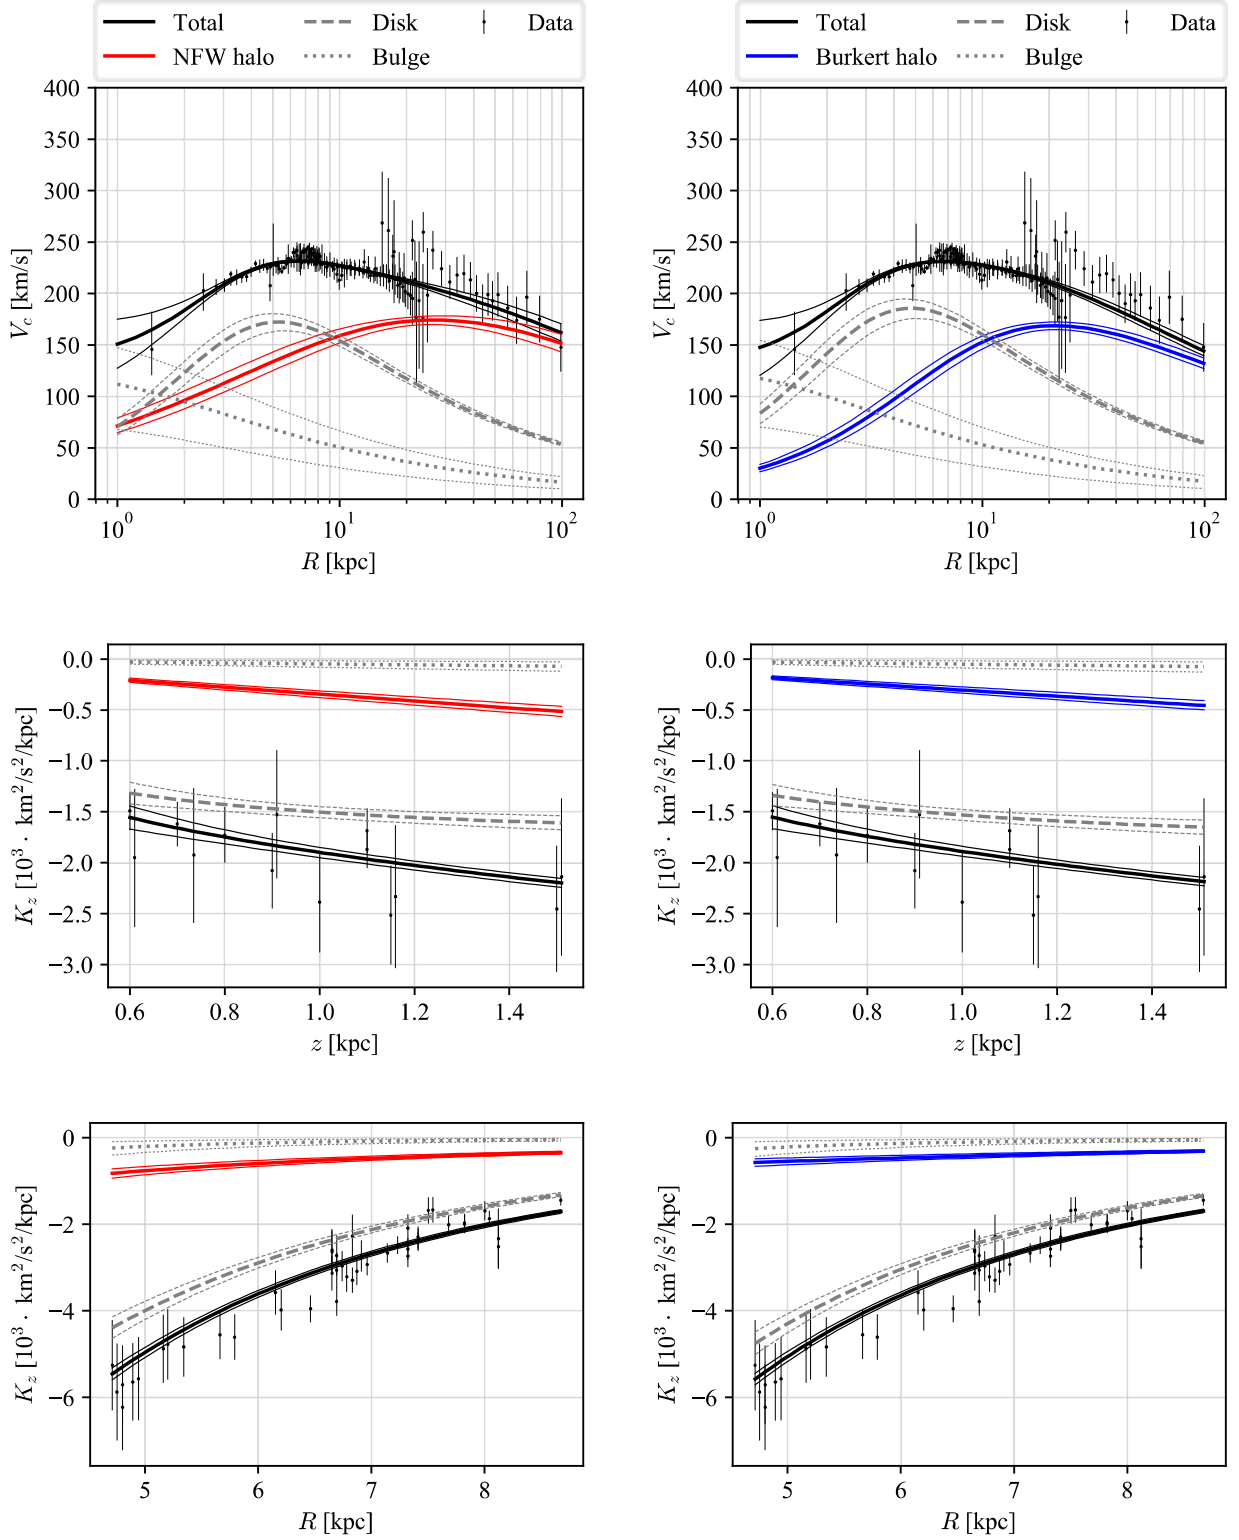 Total Disk Data
NFW halo Bulge
Total Disk Data
Burkert halo Bulge
400
350
300
250
200
150
100
50
0
V_c [km/s]
10^0 10^1 10^2
R [kpc]
400
350
300
250
200
150
100
50
0
V_c [km/s]
10^0 10^1 10^2
R [kpc]
0.0
−0.5
−1.0
−1.5
−2.0
−2.5
−3.0
K_z [10^3 · km^2/s^2/kpc]
0.6 0.8 1.0 1.2 1.4
z [kpc]
0.0
−0.5
−1.0
−1.5
−2.0
−2.5
−3.0
K_z [10^3 · km^2/s^2/kpc]
0.6 0.8 1.0 1.2 1.4
z [kpc]
0
−2
−4
−6
K_z [10^3 · km^2/s^2/kpc]
5 6 7 8
R [kpc]
0
−2
−4
−6
K_z [10^3 · km^2/s^2/kpc]
5 6 7 8
R [kpc]